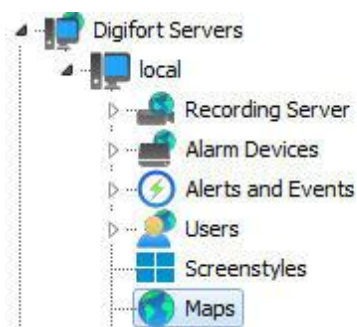 Digifort Servers
local
Recording Server
Alarm Devices
Alerts and Events
Users
Screenstyles
Maps